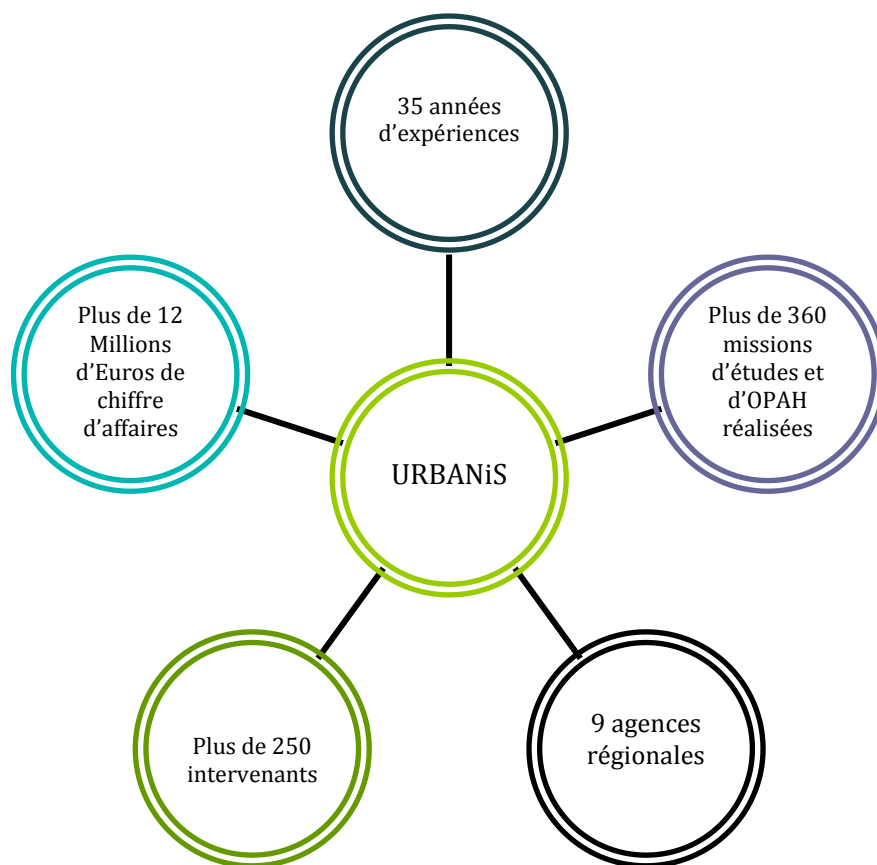 35 années
d'expériences
Plus de 12
Millions
d’Euros de
chiffre
d’affaires
Plus de 360
missions
d’études et
d’OPAH
réalisées
URBANiS
Plus de 250
intervenants
9 agences
régionales